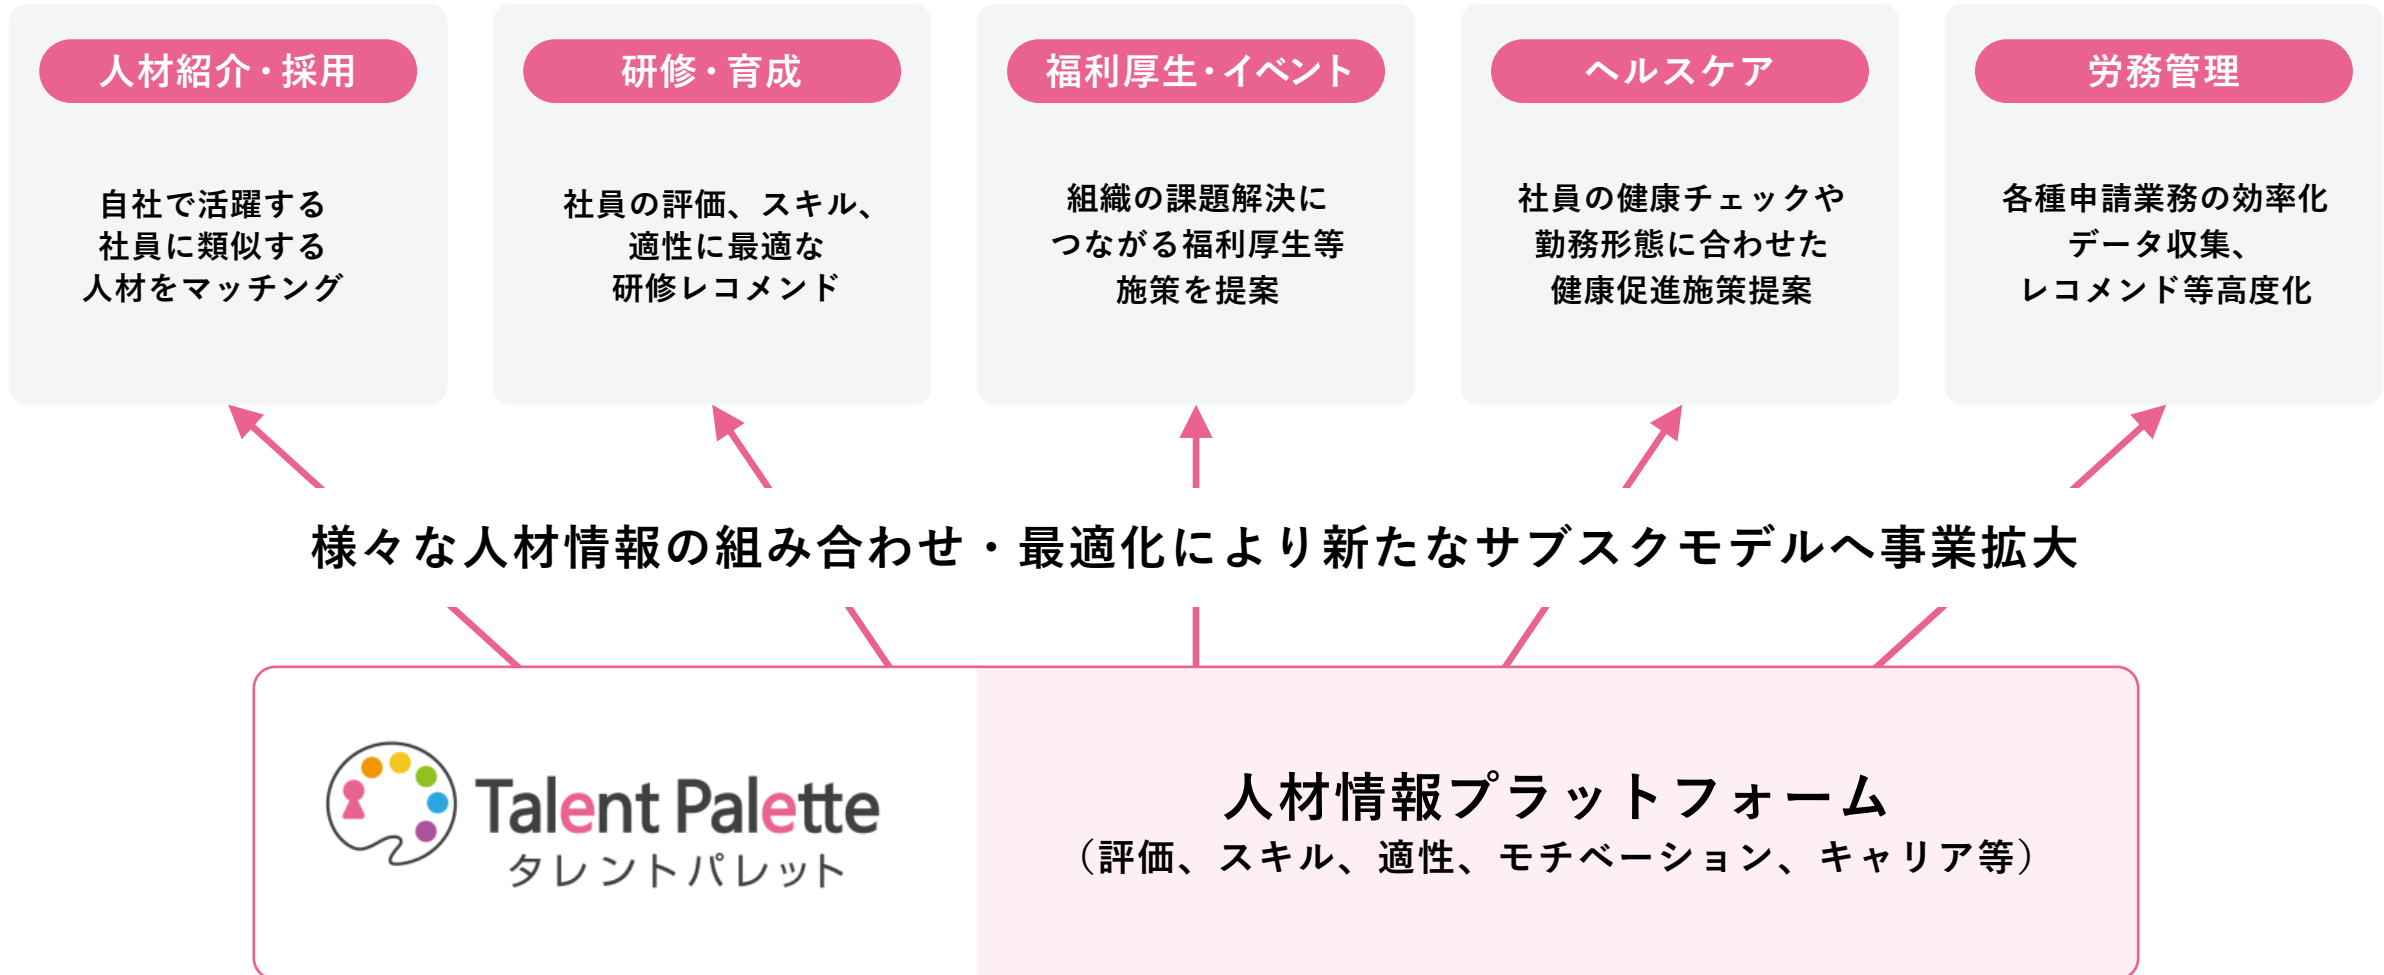 人材紹介・採用
自社で活躍する
社員に類似する
人材をマッチング
研修・育成
社員の評価、スキル、
適性に最適な
研修レコメンド
福利厚生・イベント
組織の課題解決に
つながる福利厚生等
施策を提案
ヘルスケア
社員の健康チェックや
勤務形態に合わせた
健康促進施策提案
労務管理
各種申請業務の効率化
データ収集、
レコメンド等高度化
様々な人材情報の組み合わせ・最適化により新たなサブスクモデルへ事業拡大
Talent Palette
タレントパレット
人材情報プラットフォーム
（評価、スキル、適性、モチベーション、キャリア等）